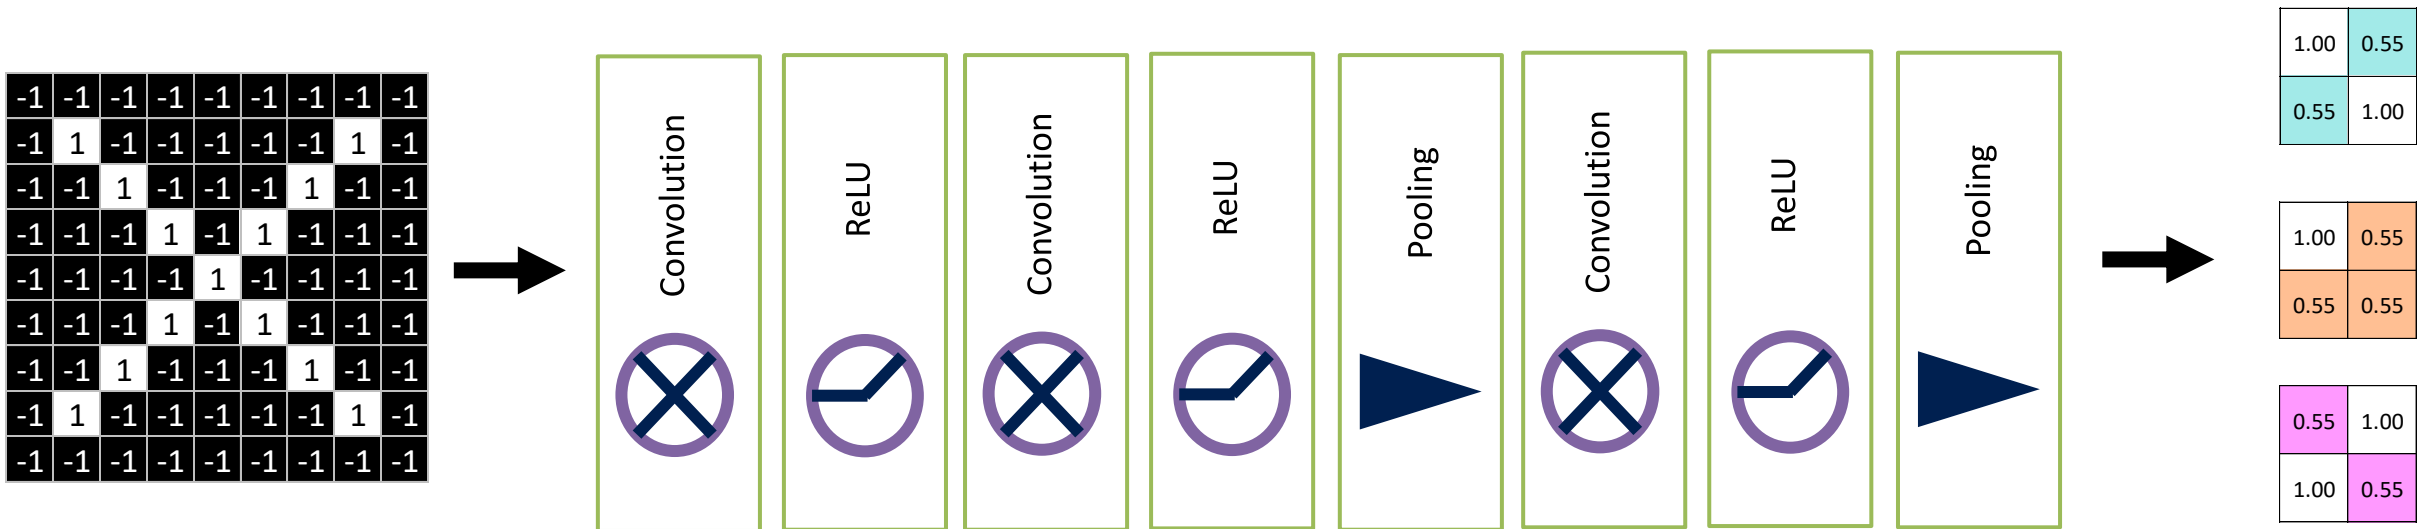 -1 -1 -1 -1 -1 -1 -1 -1 -1
-1 1 -1 -1 -1 -1 -1 1 -1
-1 -1 1 -1 -1 -1 1 -1 -1
-1 -1 -1 1 -1 1 -1 -1 -1
-1 -1 -1 -1 1 -1 -1 -1 -1
-1 -1 -1 1 -1 1 -1 -1 -1
-1 -1 1 -1 -1 -1 1 -1 -1
-1 1 -1 -1 -1 -1 -1 1 -1
-1 -1 -1 -1 -1 -1 -1 -1 -1
Convolution
ReLU
Convolution
ReLU
Pooling
Convolution
ReLU
Pooling
1.00 0.55
0.55 1.00
1.00 0.55
0.55 0.55
0.55 1.00
1.00 0.55